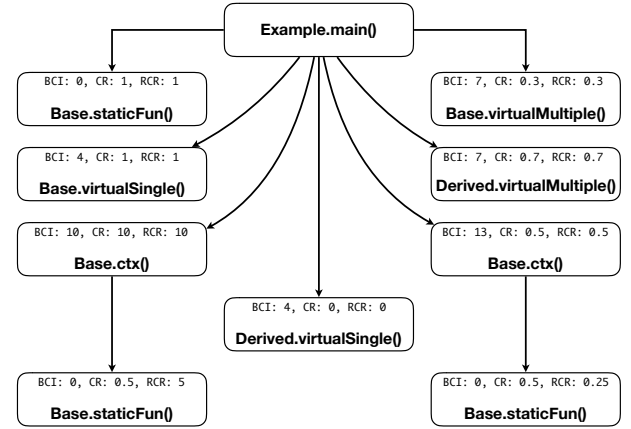 Example.main()
BCI: 0, CR: 1, RCR: 1
Base.staticFun()
BCI: 7, CR: 0.3, RCR: 0.3
Base.virtualMultiple()
BCI: 4, CR: 1, RCR: 1
Base.virtualSingle()
BCI: 7, CR: 0.7, RCR: 0.7
Derived.virtualMultiple()
BCI: 10, CR: 10, RCR: 10
Base.ctx()
BCI: 13, CR: 0.5, RCR: 0.5
Base.ctx()
BCI: 4, CR: 0, RCR: 0
Derived.virtualSingle()
BCI: 0, CR: 0.5, RCR: 5
Base.staticFun()
BCI: 0, CR: 0.5, RCR: 0.25
Base.staticFun()